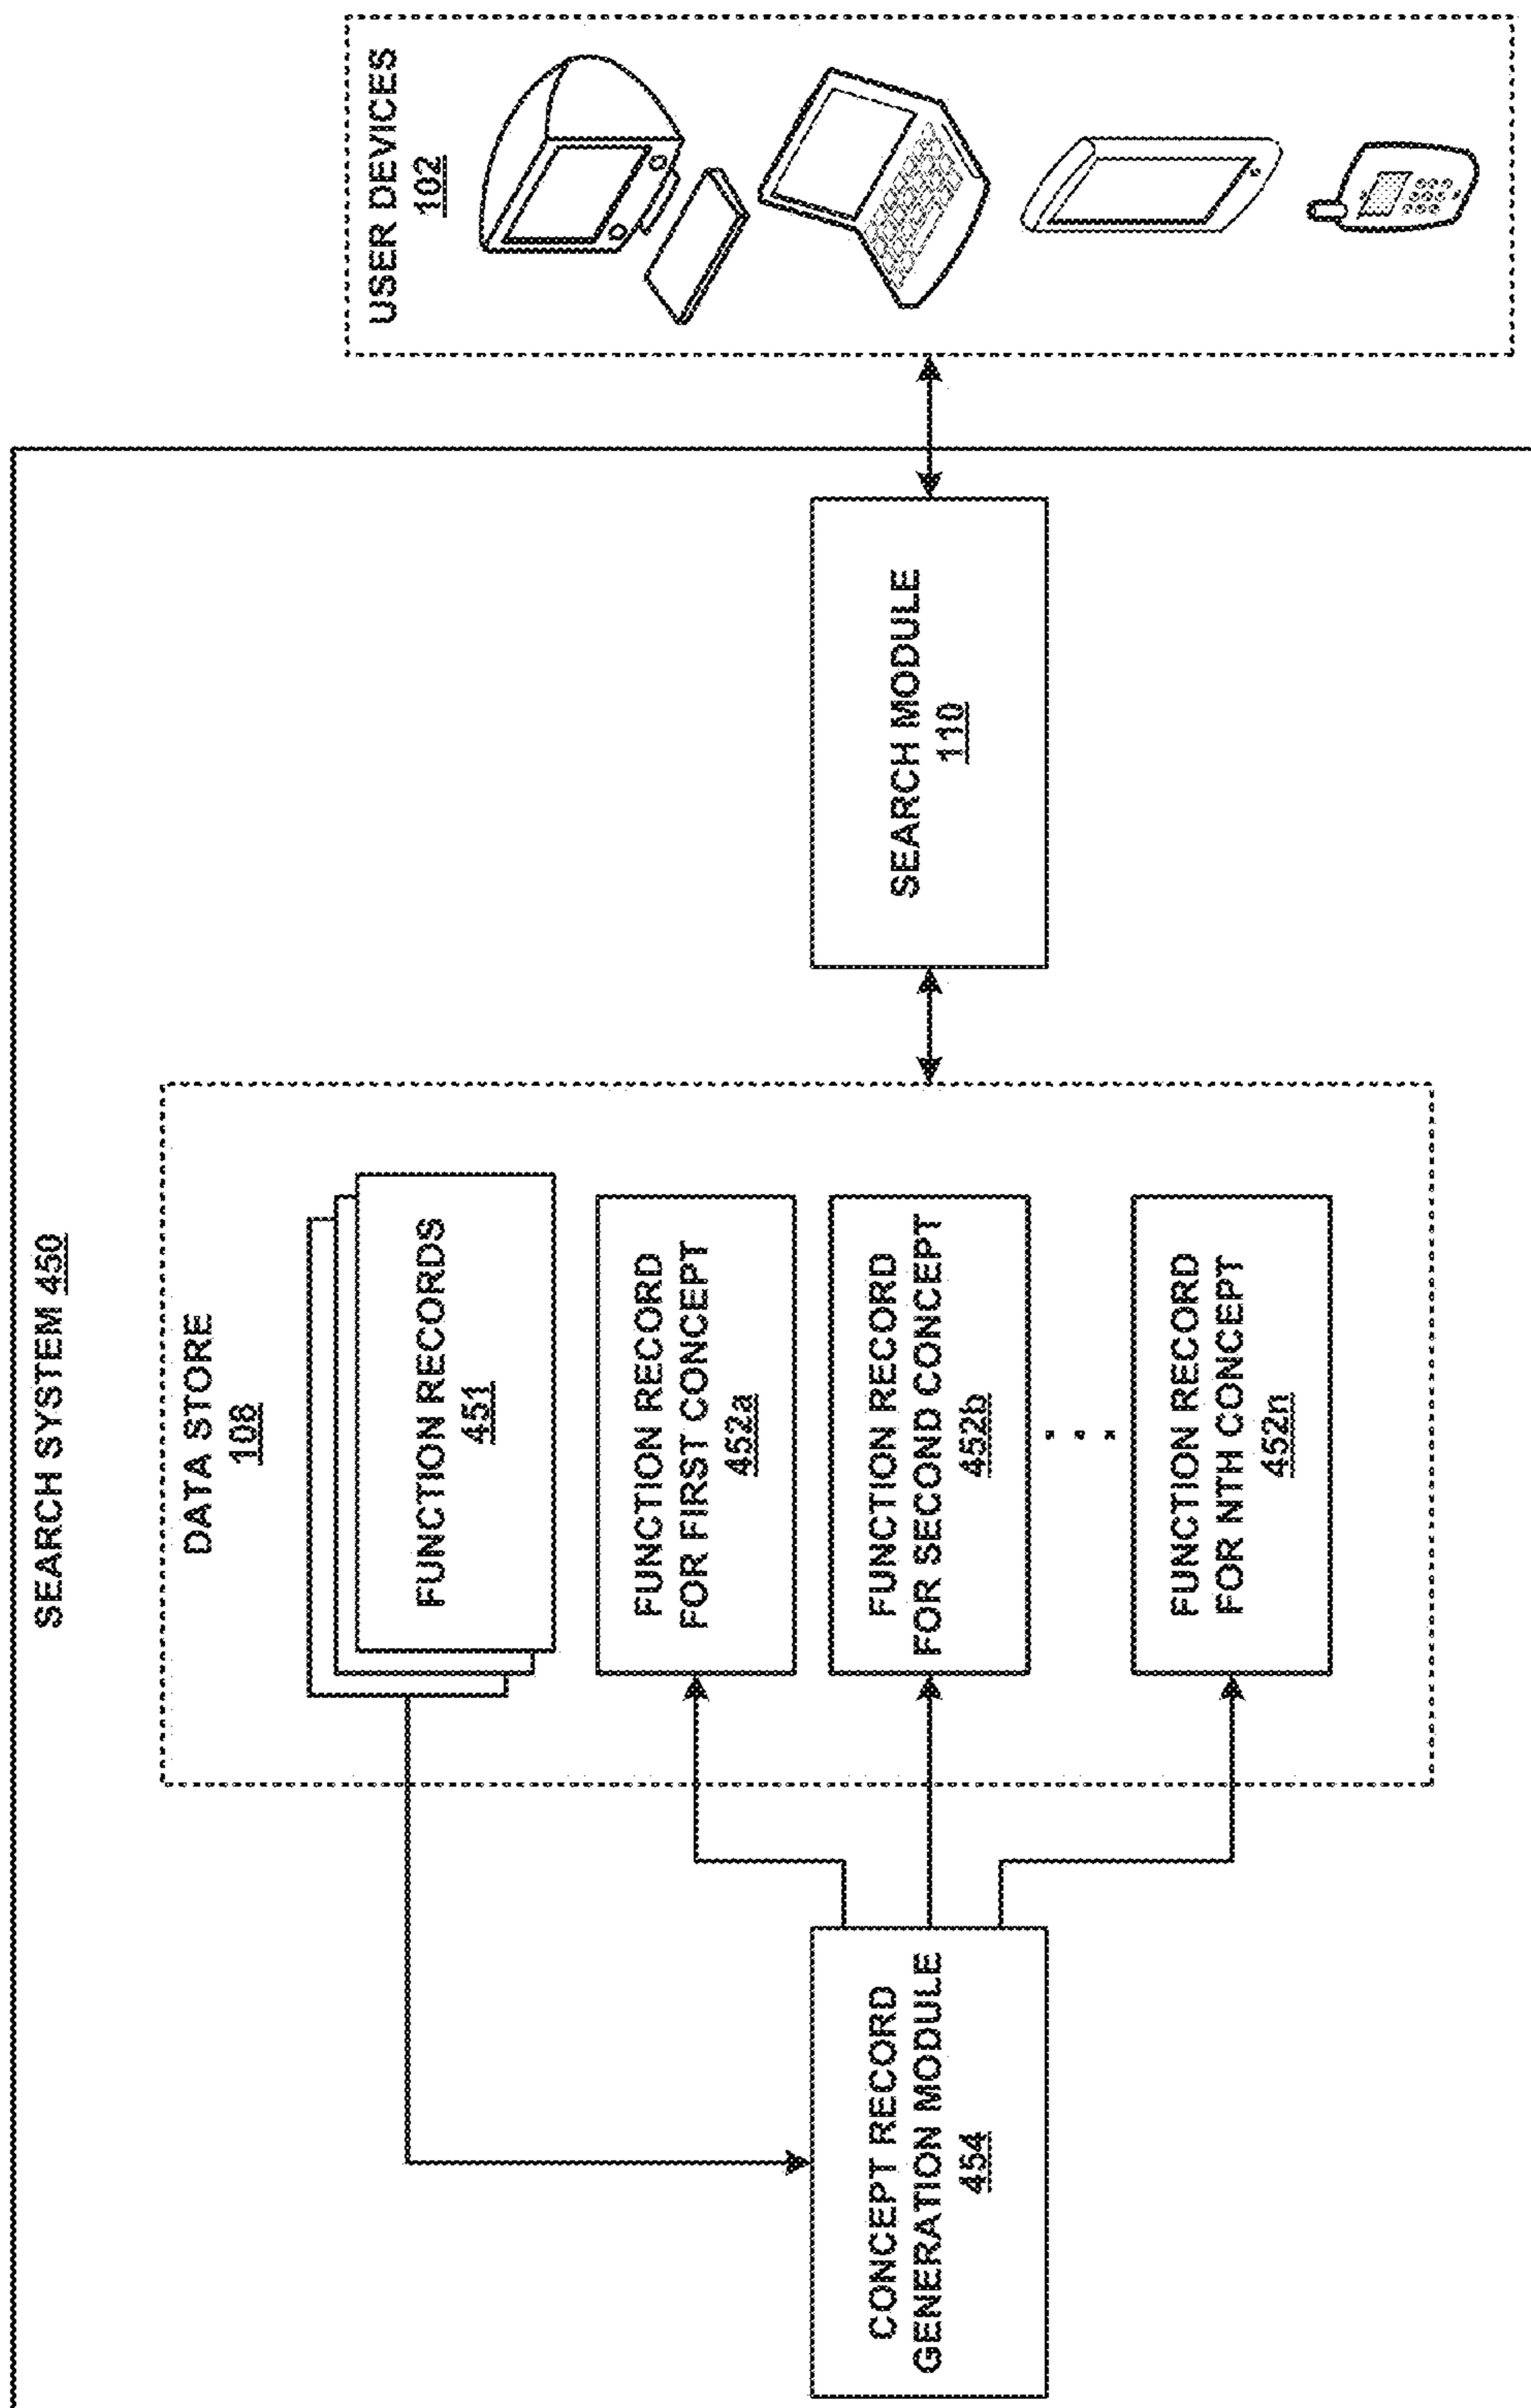 SEARCH SYSTEM 450
DATA STORE
108
FUNCTION RECORDS
451
FUNCTION RECORD
FOR FIRST CONCEPT
452a
FUNCTION RECORD
FOR SECOND CONCEPT
452b
FUNCTION RECORD
FOR NTH CONCEPT
452n
CONCEPT RECORD
GENERATION MODULE
454
SEARCH MODULE
110
USER DEVICES
102